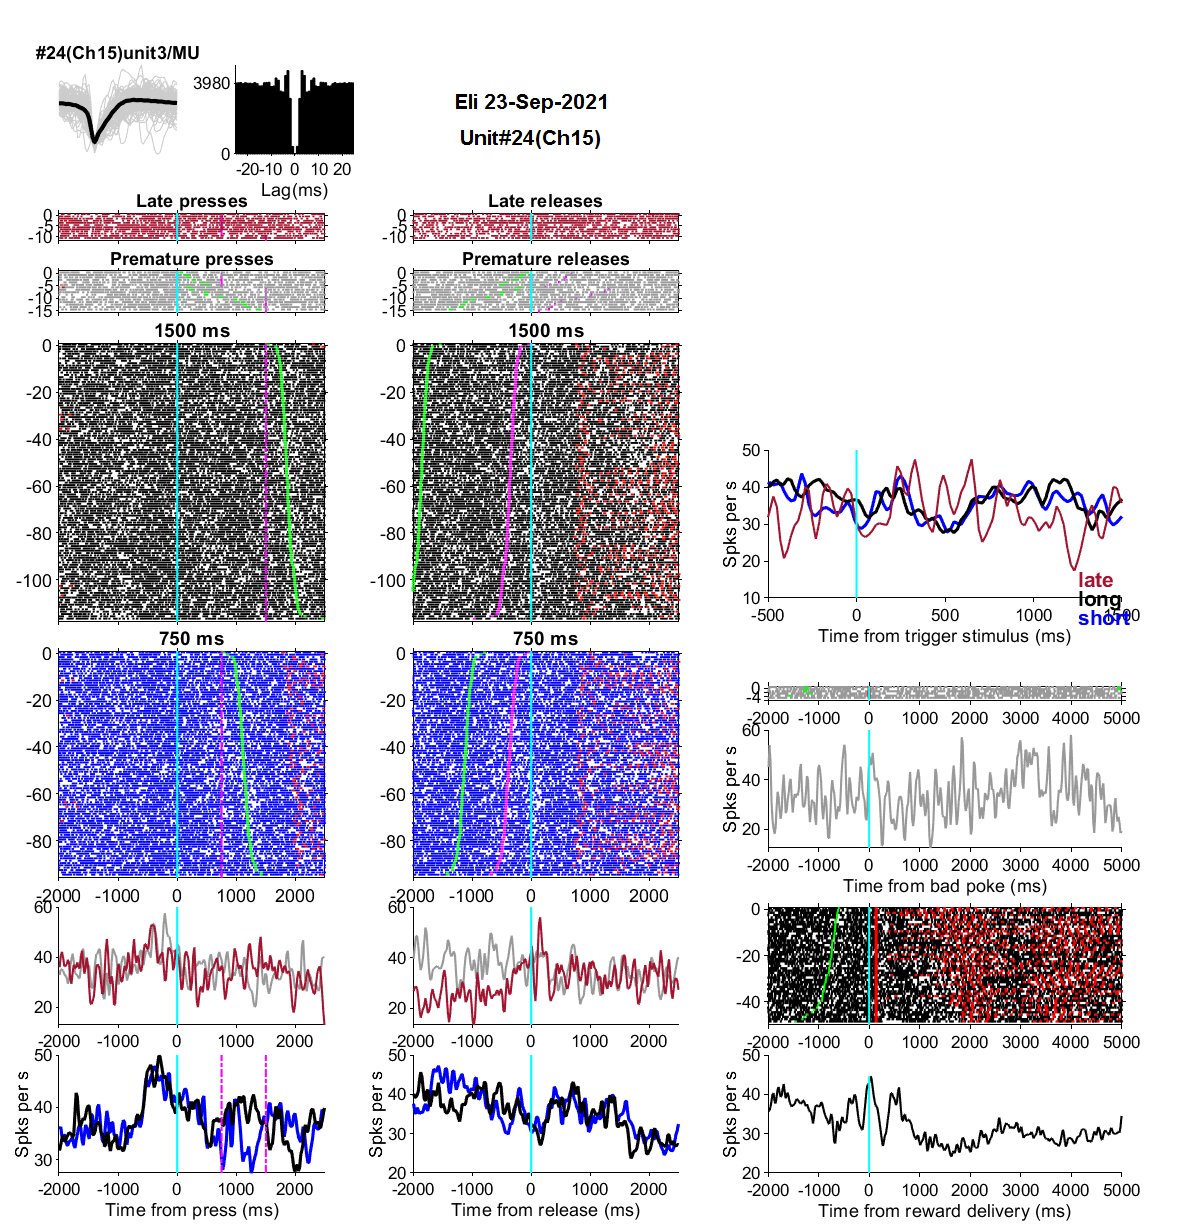 #24(Ch15)unit3/MU
3980
0
-20 -10 0 10 20
Lag(ms)
Eli 23-Sep-2021
Unit#24(Ch15)
Late presses
0
-5
-10
Late releases
0
-5
-10
Premature presses
0
-5
-10
-15
Premature releases
0
-5
-10
-15
1500 ms
0
-20
-40
-60
-80
-100
1500 ms
0
-20
-40
-60
-80
-100
750 ms
0
-20
-40
-60
-80
-2000 -1000 0 1000 2000
750 ms
0
-20
-40
-60
-80
-2000 -1000 0 1000 2000
60
40
20
-2000 -1000 0 1000 2000
60
40
20
-2000 -1000 0 1000 2000
Spks per s
50
40
30
-2000 -1000 0 1000 2000
Time from press (ms)
Spks per s
50
40
30
20
-2000 -1000 0 1000 2000
Time from release (ms)
Spks per s
50
40
30
20
10
late
long
short
-500 0 500 1000 1500
Time from trigger stimulus (ms)
0
-2000 -1000 0 1000 2000 3000 4000 5000
Spks per s
60
40
20
-2000 -1000 0 1000 2000 3000 4000 5000
Time from bad poke (ms)
0
-20
-40
-2000 -1000 0 1000 2000 3000 4000 5000
Spks per s
50
40
30
20
-2000 -1000 0 1000 2000 3000 4000 5000
Time from reward delivery (ms)